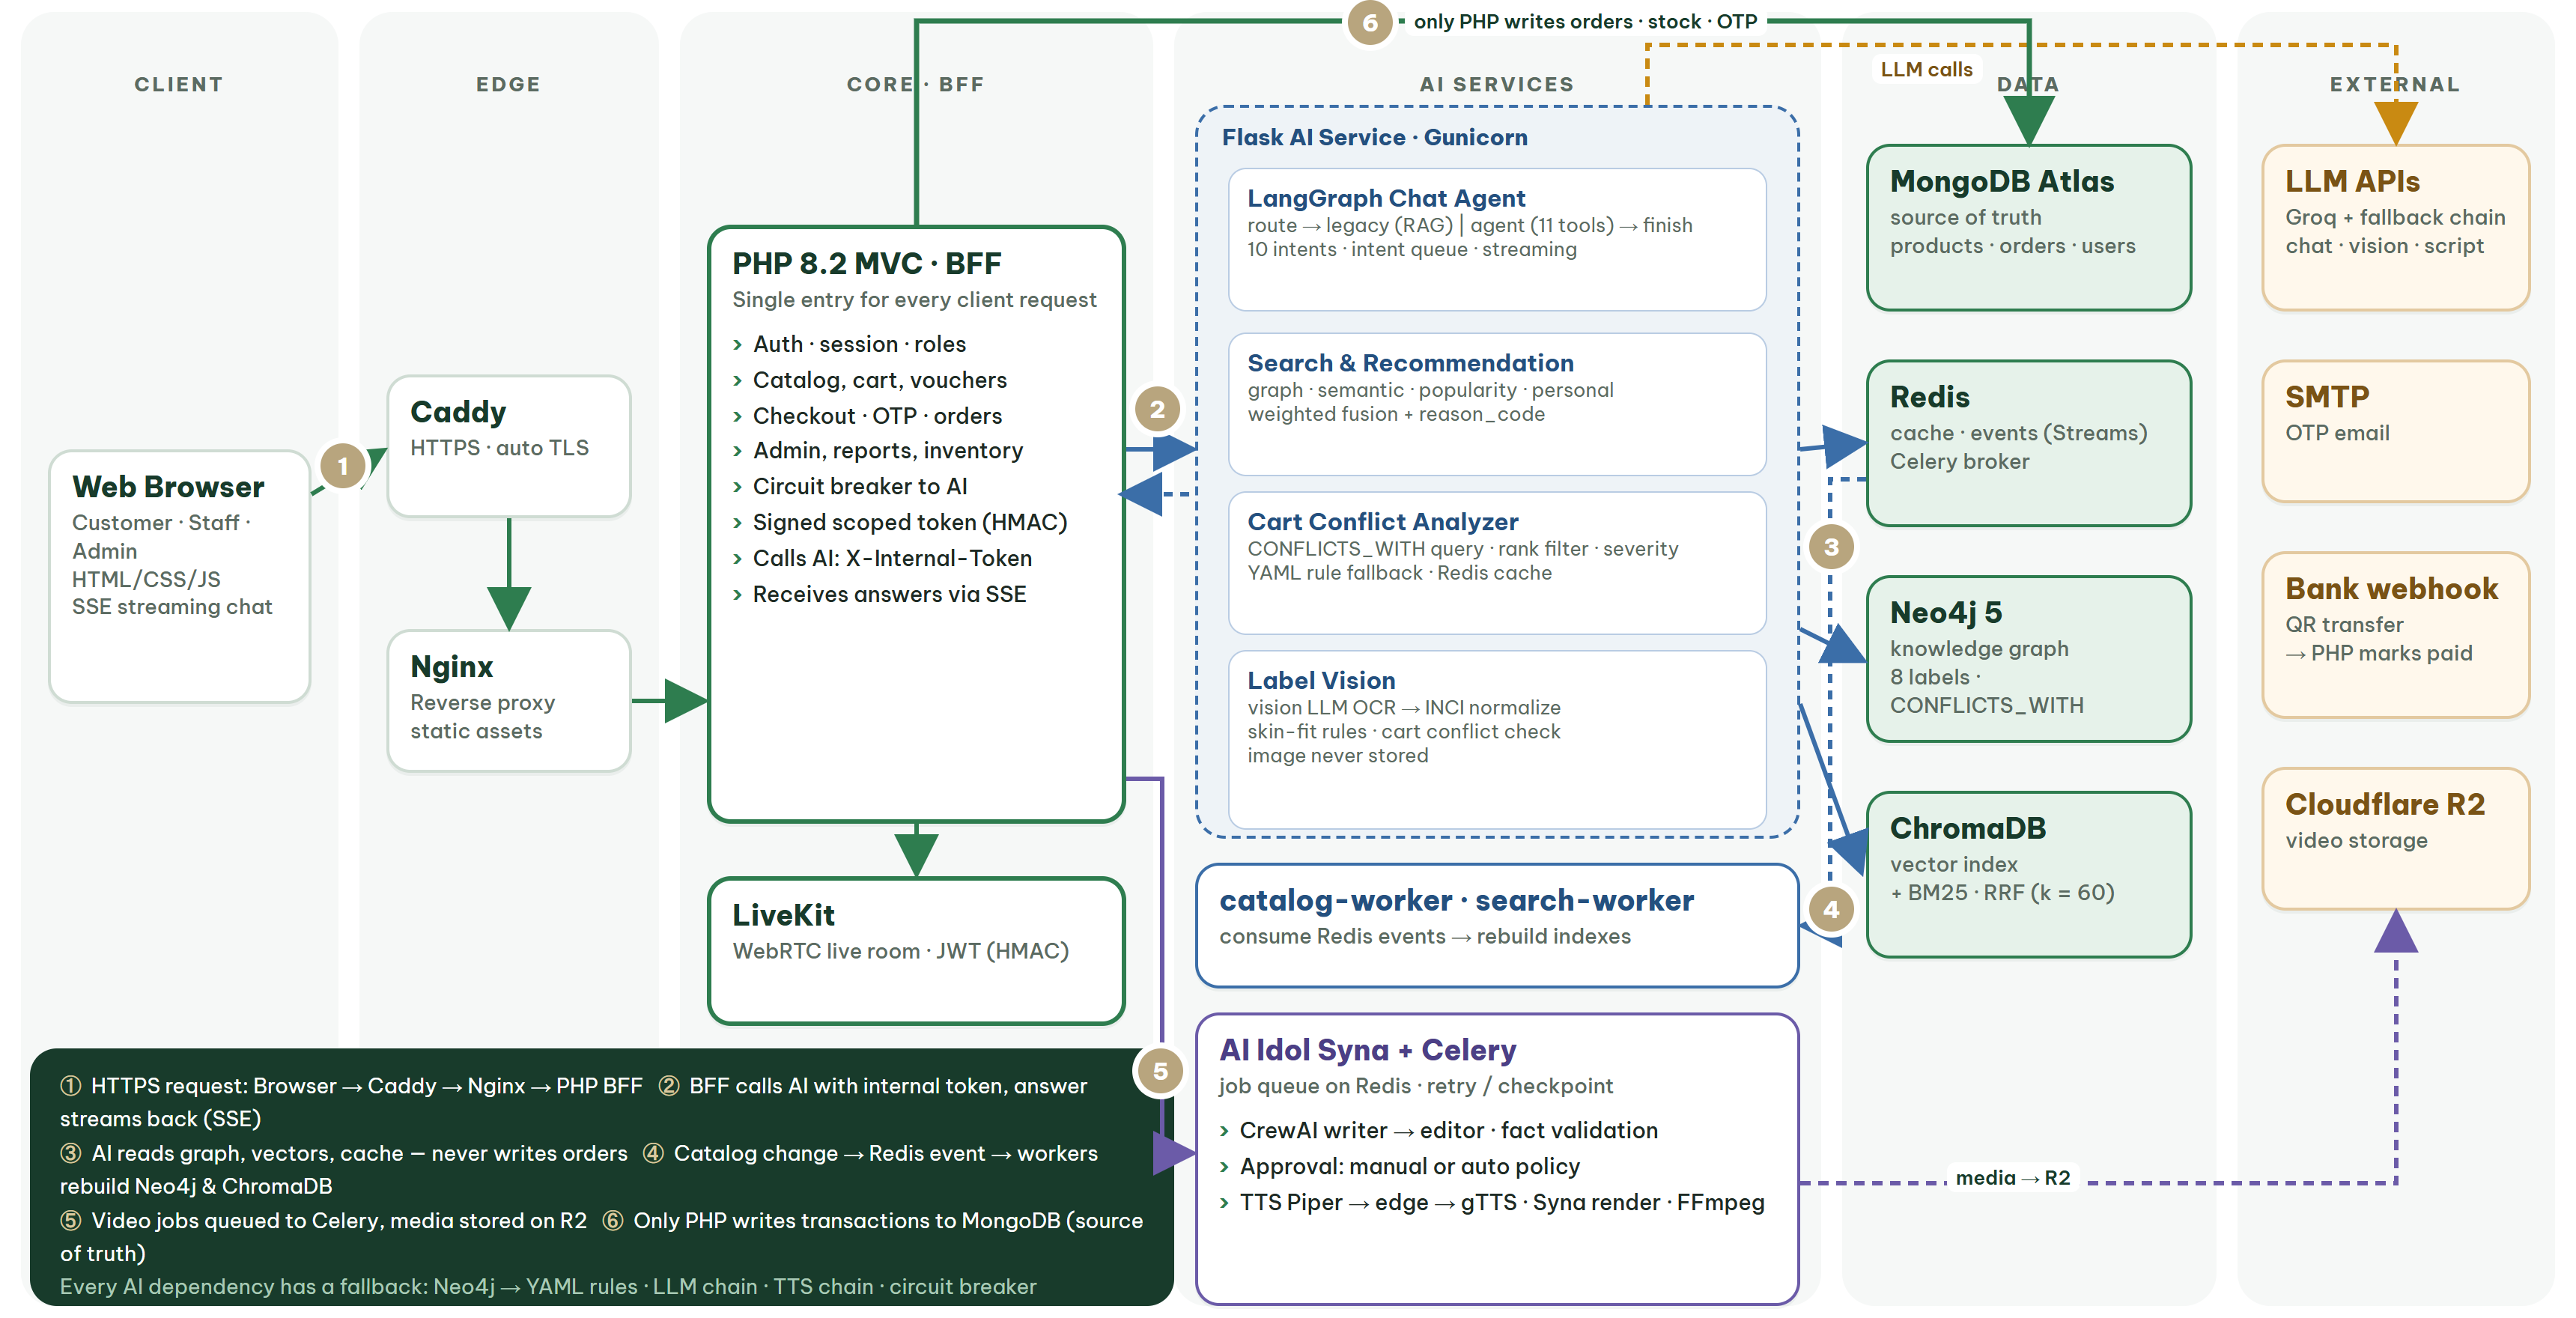 6
only PHP writes orders · stock · OTP
LLM calls
CLIENT
EDGE
CORE · BFF
AI SERVICES
DATA
EXTERNAL
1
Web Browser
Customer · Staff ·
Admin
HTML/CSS/JS
SSE streaming chat
Caddy
HTTPS · auto TLS
Nginx
Reverse proxy
static assets
PHP 8.2 MVC · BFF
Single entry for every client request
› Auth · session · roles
› Catalog, cart, vouchers
› Checkout · OTP · orders
› Admin, reports, inventory
› Circuit breaker to AI
› Signed scoped token (HMAC)
› Calls AI: X-Internal-Token
› Receives answers via SSE
LiveKit
WebRTC live room · JWT (HMAC)
2
Flask AI Service · Gunicorn
LangGraph Chat Agent
route → legacy (RAG) | agent (11 tools) → finish
10 intents · intent queue · streaming
Search & Recommendation
graph · semantic · popularity · personal
weighted fusion + reason_code
Cart Conflict Analyzer
CONFLICTS_WITH query · rank filter · severity
YAML rule fallback · Redis cache
Label Vision
vision LLM OCR → INCI normalize
skin-fit rules · cart conflict check
image never stored
catalog-worker · search-worker
consume Redis events → rebuild indexes
AI Idol Syna + Celery
job queue on Redis · retry / checkpoint
› CrewAI writer → editor · fact validation
› Approval: manual or auto policy
› TTS Piper → edge → gTTS · Syna render · FFmpeg
3
4
5
MongoDB Atlas
source of truth
products · orders · users
Redis
cache · events (Streams)
Celery broker
Neo4j 5
knowledge graph
8 labels ·
CONFLICTS_WITH
ChromaDB
vector index
+ BM25 · RRF (k = 60)
LLM APIs
Groq + fallback chain
chat · vision · script
SMTP
OTP email
Bank webhook
QR transfer
→ PHP marks paid
Cloudflare R2
video storage
media → R2
① HTTPS request: Browser → Caddy → Nginx → PHP BFF ② BFF calls AI with internal token, answer
streams back (SSE)
③ AI reads graph, vectors, cache — never writes orders ④ Catalog change → Redis event → workers
rebuild Neo4j & ChromaDB
⑤ Video jobs queued to Celery, media stored on R2 ⑥ Only PHP writes transactions to MongoDB (source
of truth)
Every AI dependency has a fallback: Neo4j → YAML rules · LLM chain · TTS chain · circuit breaker